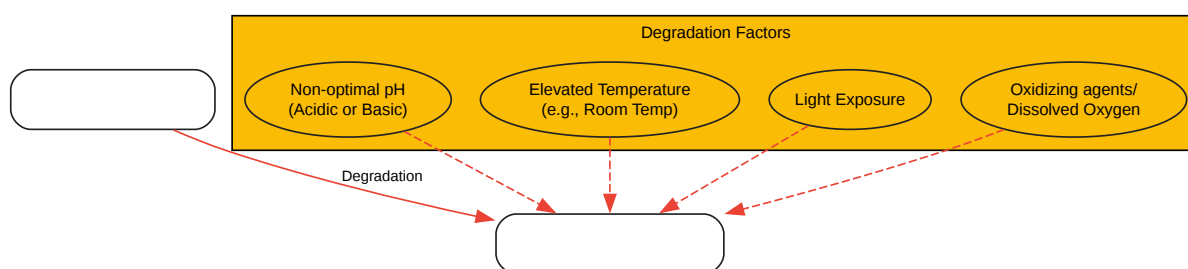 Degradation Factors
Non-optimal pH
(Acidic or Basic)
Elevated Temperature
(e.g., Room Temp)
Light Exposure
Oxidizing agents/
Dissolved Oxygen
Degradation